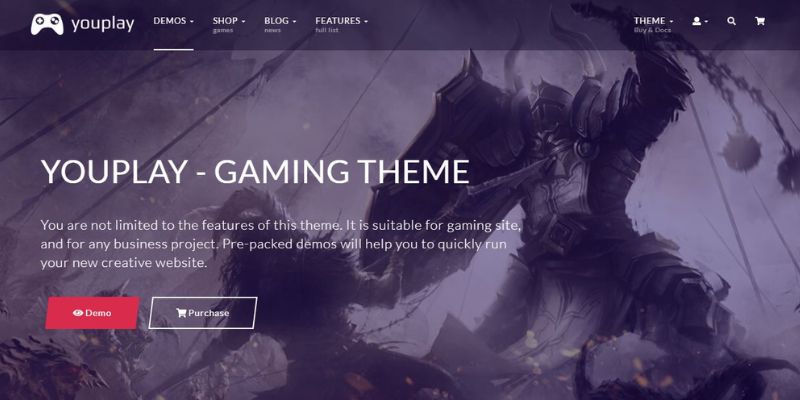 youplay
DEMOS
SHOP
games
BLOG
news
FEATURES
full list
THEME
Buy & Docs
YOUPLAY - GAMING THEME
You are not limited to the features of this theme. It is suitable for gaming site,
and for any business project. Pre-packed demos will help you to quickly run
your new creative website.
Demo
Purchase